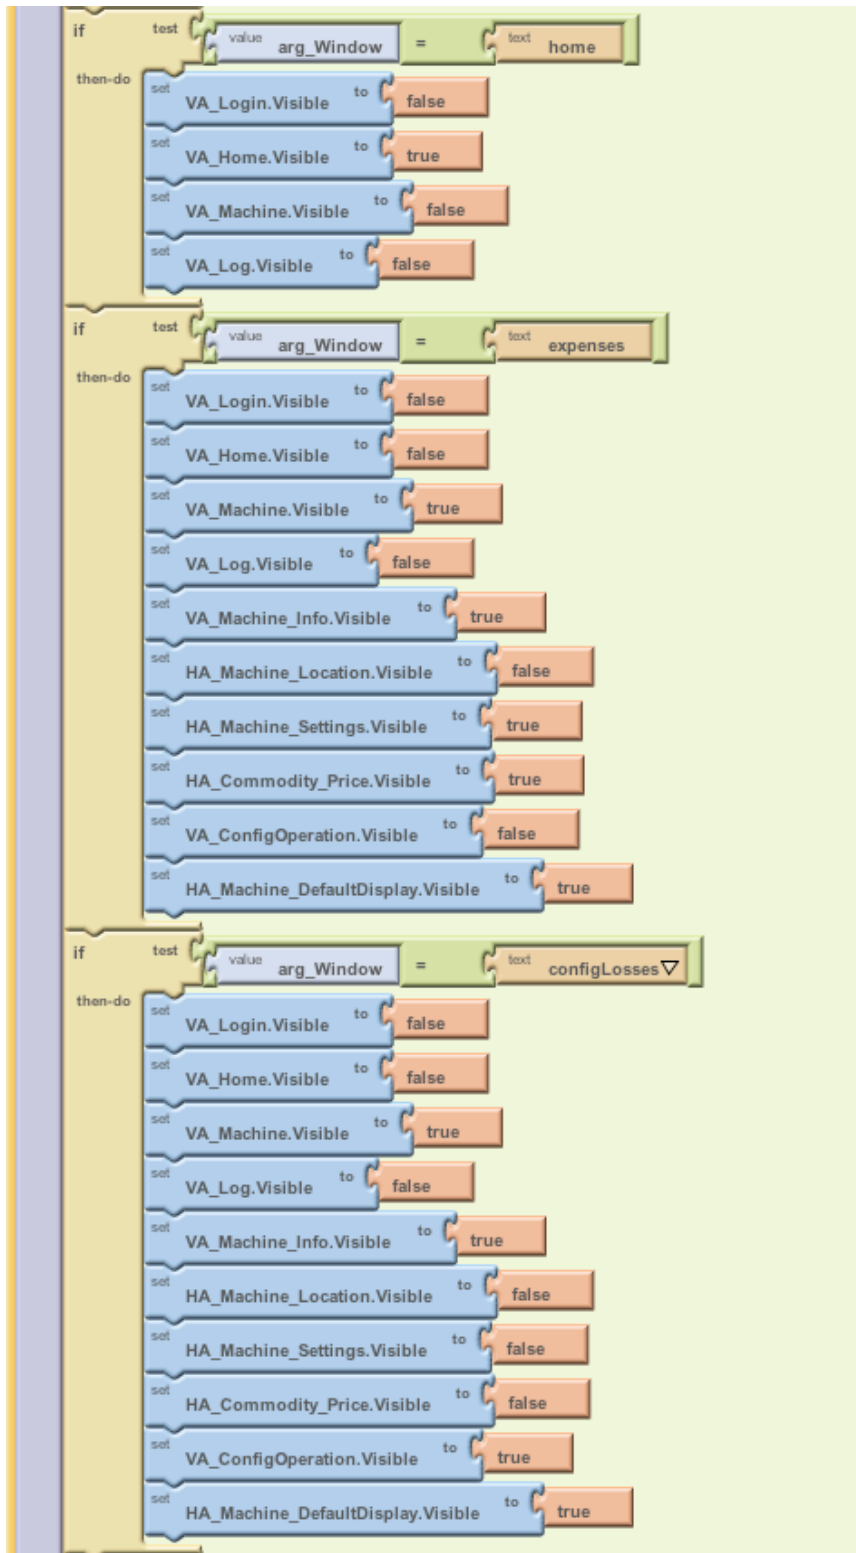 if test value arg_Window = text home
then-do set VA_Login.Visible to false
set VA_Home.Visible to true
set VA_Machine.Visible to false
set VA_Log.Visible to false
if test value arg_Window = text expenses
then-do set VA_Login.Visible to false
set VA_Home.Visible to false
set VA_Machine.Visible to true
set VA_Log.Visible to false
set VA_Machine_Info.Visible to true
set HA_Machine_Location.Visible to false
set HA_Machine_Settings.Visible to true
set HA_Commodity_Price.Visible to true
set VA_ConfigOperation.Visible to false
set HA_Machine_DefaultDisplay.Visible to true
if test value arg_Window = text configLosses
then-do set VA_Login.Visible to false
set VA_Home.Visible to false
set VA_Machine.Visible to true
set VA_Log.Visible to false
set VA_Machine_Info.Visible to true
set HA_Machine_Location.Visible to false
set HA_Machine_Settings.Visible to false
set HA_Commodity_Price.Visible to false
set VA_ConfigOperation.Visible to true
set HA_Machine_DefaultDisplay.Visible to true